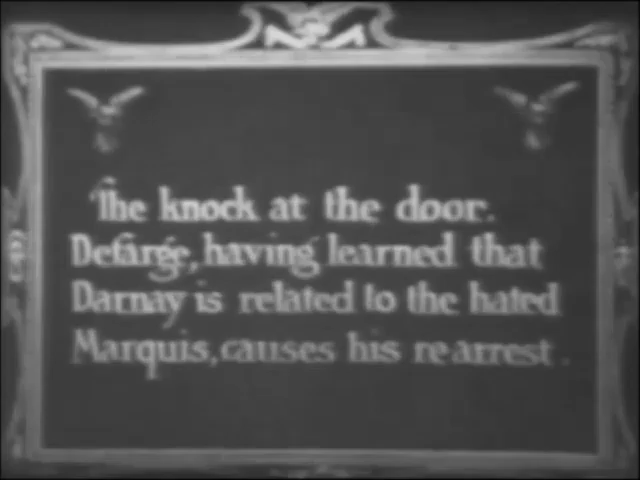 The knock at the door.
Defarge, having learned that
Darnay is related to the hated
Marquis, causes his rearrest.